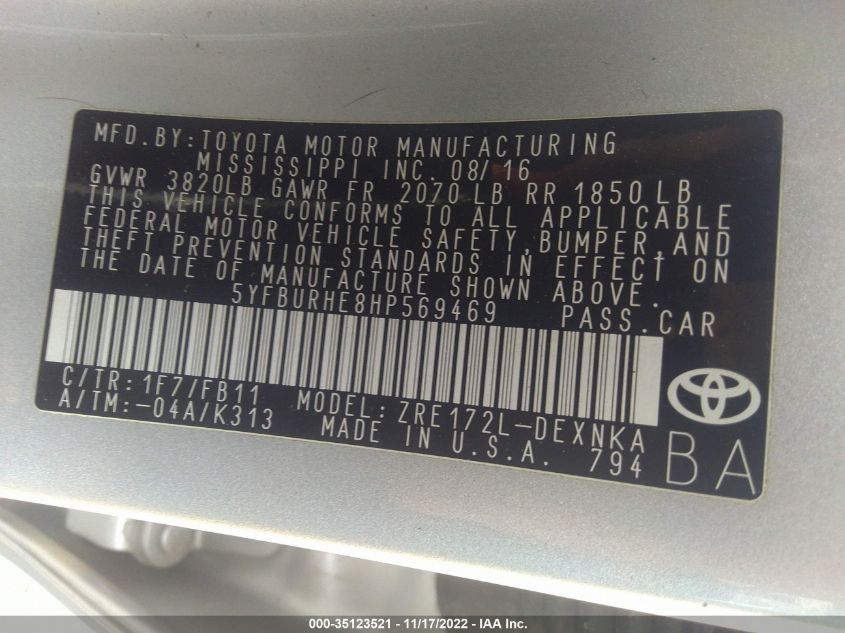 MFD.BY:TOYOTA MOTOR MANUFACTURING
MISSISSIPPI INC. 08/16
GVWR 3820LB GAWR FR 2070 LB RR 1850 LB
THIS VEHICLE CONFORMS TO ALL APPLICABLE
FEDERAL MOTOR VEHICLE SAFETY,BUMPER,AND
THEFT PREVENTION STANDARDS IN EFFECT ON
THE DATE OF MANUFACTURE SHOWN ABOVE.
5YFBURHE8HP569469 PASS.CAR
C/TR:1F7/FB11 MODEL:ZRE172L-DEXNKA
A/TM:-04A/K313 MADE IN U.S.A. 794
BA
000-35123521 - 11/17/2022 - IAA Inc.